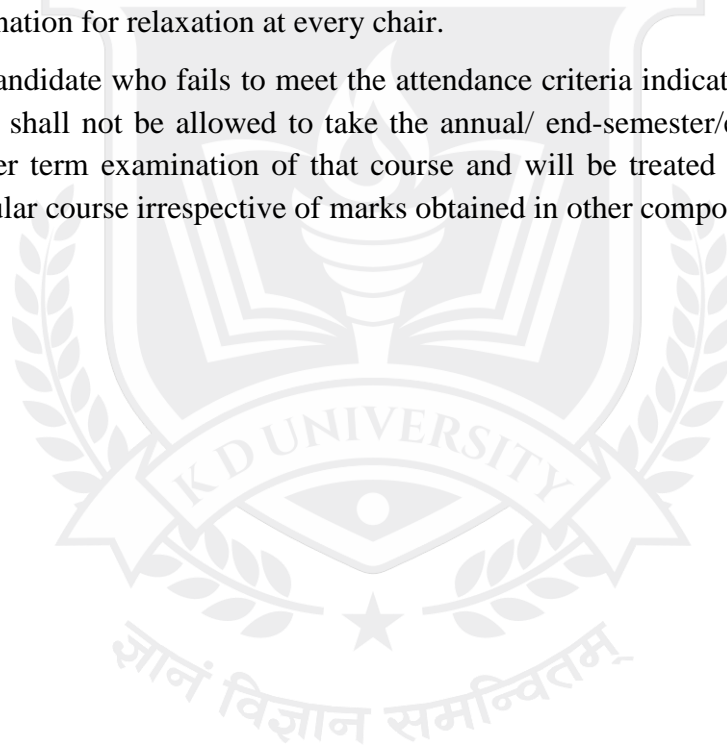 nation for relaxation at every chair.
andidate who fails to meet the attendance criteria indicat
shall not be allowed to take the annual/ end-semester/
er term examination of that course and will be treated
ular course irrespective of marks obtained in other compo
K D UNIVERSITY
ज्ञानं विज्ञान समन्वितम्